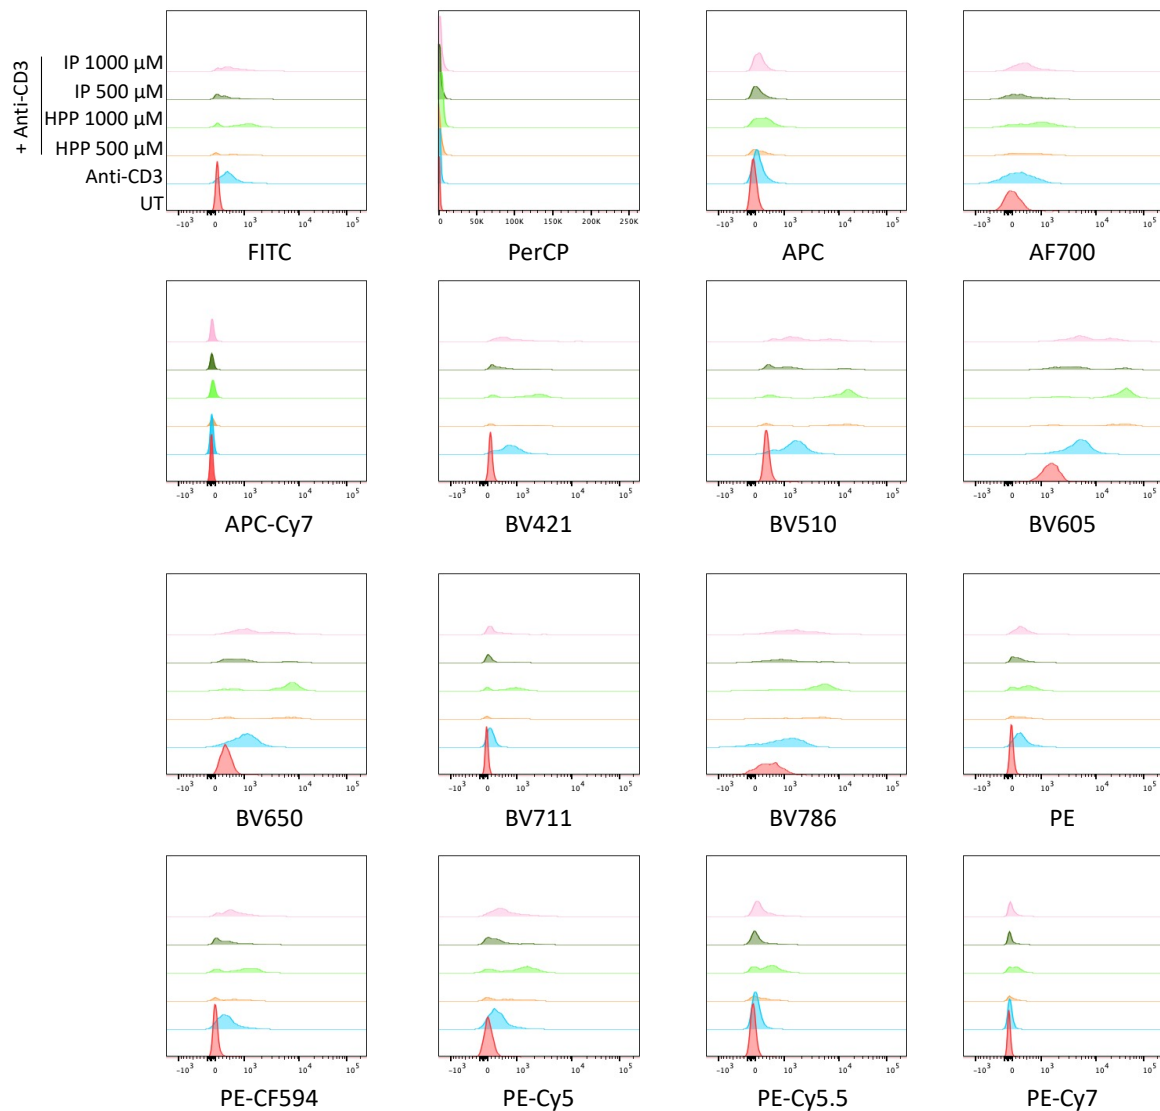 + Anti-CD3
IP 1000 μM
IP 500 μM
HPP 1000 μM
HPP 500 μM
Anti-CD3
UT
-10³ 0 10³ 10⁴ 10⁵
FITC
0 50K 100K 150K 200K 250K
PerCP
-10³ 0 10³ 10⁴ 10⁵
APC
-10³ 0 10³ 10⁴ 10⁵
AF700
-10³ 0 10³ 10⁴ 10⁵
APC-Cy7
-10³ 0 10³ 10⁴ 10⁵
BV421
-10³ 0 10³ 10⁴ 10⁵
BV510
-10³ 0 10³ 10⁴ 10⁵
BV605
-10³ 0 10³ 10⁴ 10⁵
BV650
-10³ 0 10³ 10⁴ 10⁵
BV711
-10³ 0 10³ 10⁴ 10⁵
BV786
-10³ 0 10³ 10⁴ 10⁵
PE
-10³ 0 10³ 10⁴ 10⁵
PE-CF594
-10³ 0 10³ 10⁴ 10⁵
PE-Cy5
-10³ 0 10³ 10⁴ 10⁵
PE-Cy5.5
-10³ 0 10³ 10⁴ 10⁵
PE-Cy7